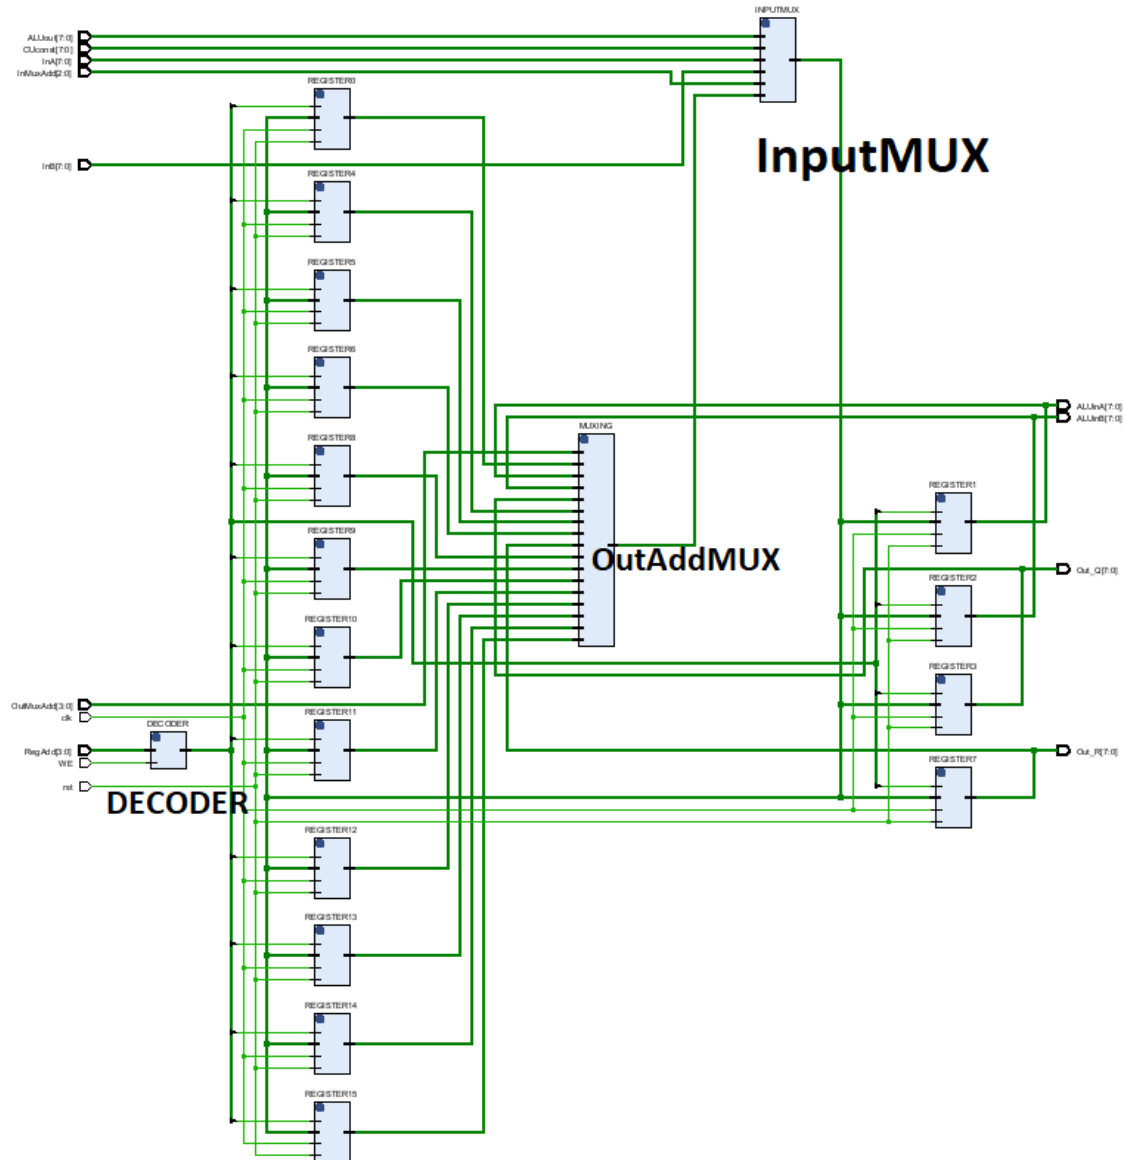 INPUTMUX
ALUout[7:0]
CUconst[7:0]
InA[7:0]
InMuxAdd[2:0]
REGISTER0
InputMUX
InB[7:0]
REGISTER4
REGISTER5
REGISTER6
ALUinA[7:0]
ALUinB[7:0]
MUXING
REGISTER8
REGISTER1
REGISTER9
OutAddMUX
Out_Q[7:0]
REGISTER2
REGISTER10
REGISTER3
OutMuxAdd[3:0]
clk
REGISTER11
DECODER
RegAdd[3:0]
WE
Out_R[7:0]
REGISTER7
rst
DECODER
REGISTER12
REGISTER13
REGISTER14
REGISTER15